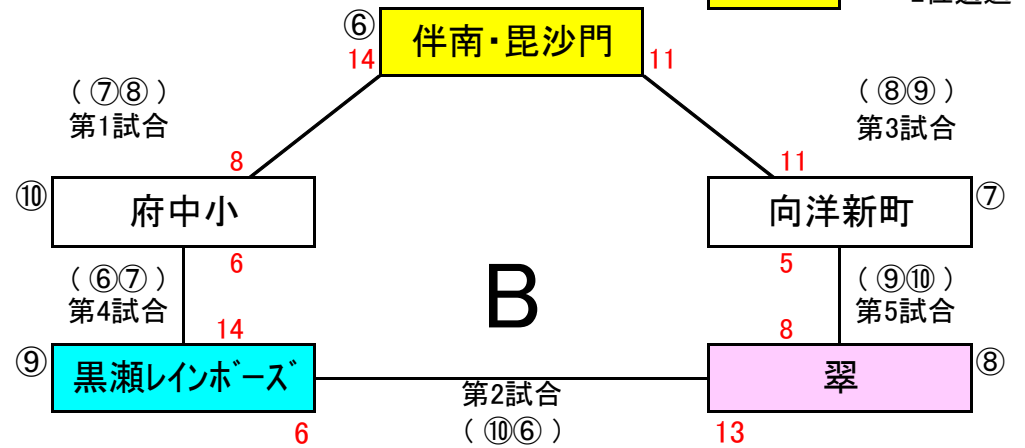 ⑥
伴南・毘沙門
14
11
( ⑦⑧ )
第1試合
( ⑧⑨ )
第3試合
8
11
⑩
府中小
向洋新町
⑦
6
5
( ⑥⑦ )
第4試合
B
( ⑨⑩ )
第5試合
14
8
⑨
黒瀬レインボーズ
翠
⑧
第2試合
( ⑩⑥ )
6
13